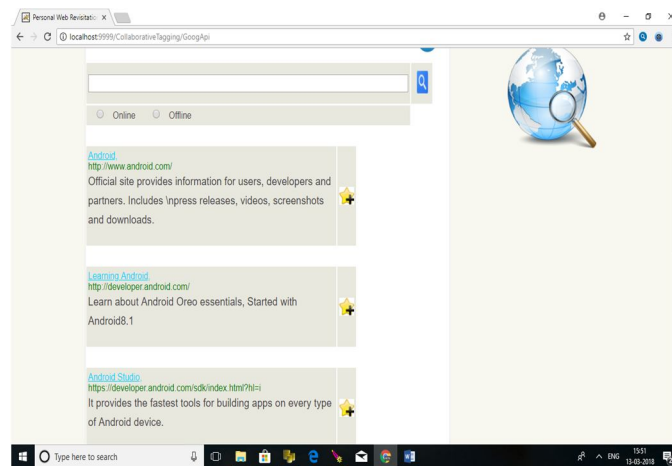 Personal Web Revisitatio
localhost:9999/CollaborativeTagging/GoogApi
Online Offline
Android,
http://www.android.com/
Official site provides information for users, developers and
partners. Includes \npress releases, videos, screenshots
and downloads.
Learning Android,
http://developer.android.com/
Learn about Android Oreo essentials, Started with
Android8.1
Android Studio,
https://developer.android.com/sdk/index.html?hl=i
It provides the fastest tools for building apps on every type
of Android device.
Type here to search
ENG
15:51
13-03-2018